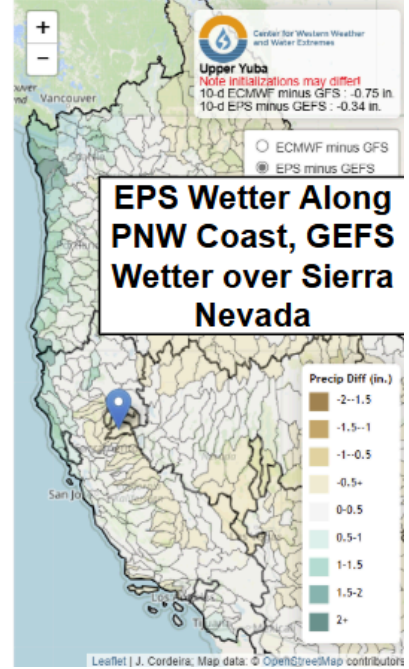 +
−
Center for Western Weather
and Water Extremes
Upper Yuba
Note initializations may differ!
10-d ECMWF minus GFS : -0.75 in.
10-d EPS minus GEFS : -0.34 in.
Vancouver
ECMWF minus GFS
EPS minus GEFS
EPS Wetter Along
PNW Coast, GEFS
Wetter over Sierra
Nevada
Precip Diff (in.)
-2--1.5
-1.5--1
-1--0.5
-0.5+
0-0.5
0.5-1
1-1.5
1.5-2
2+
San Jo
Los
Leaflet | J. Cordeira; Map data: © OpenStreetMap contributors